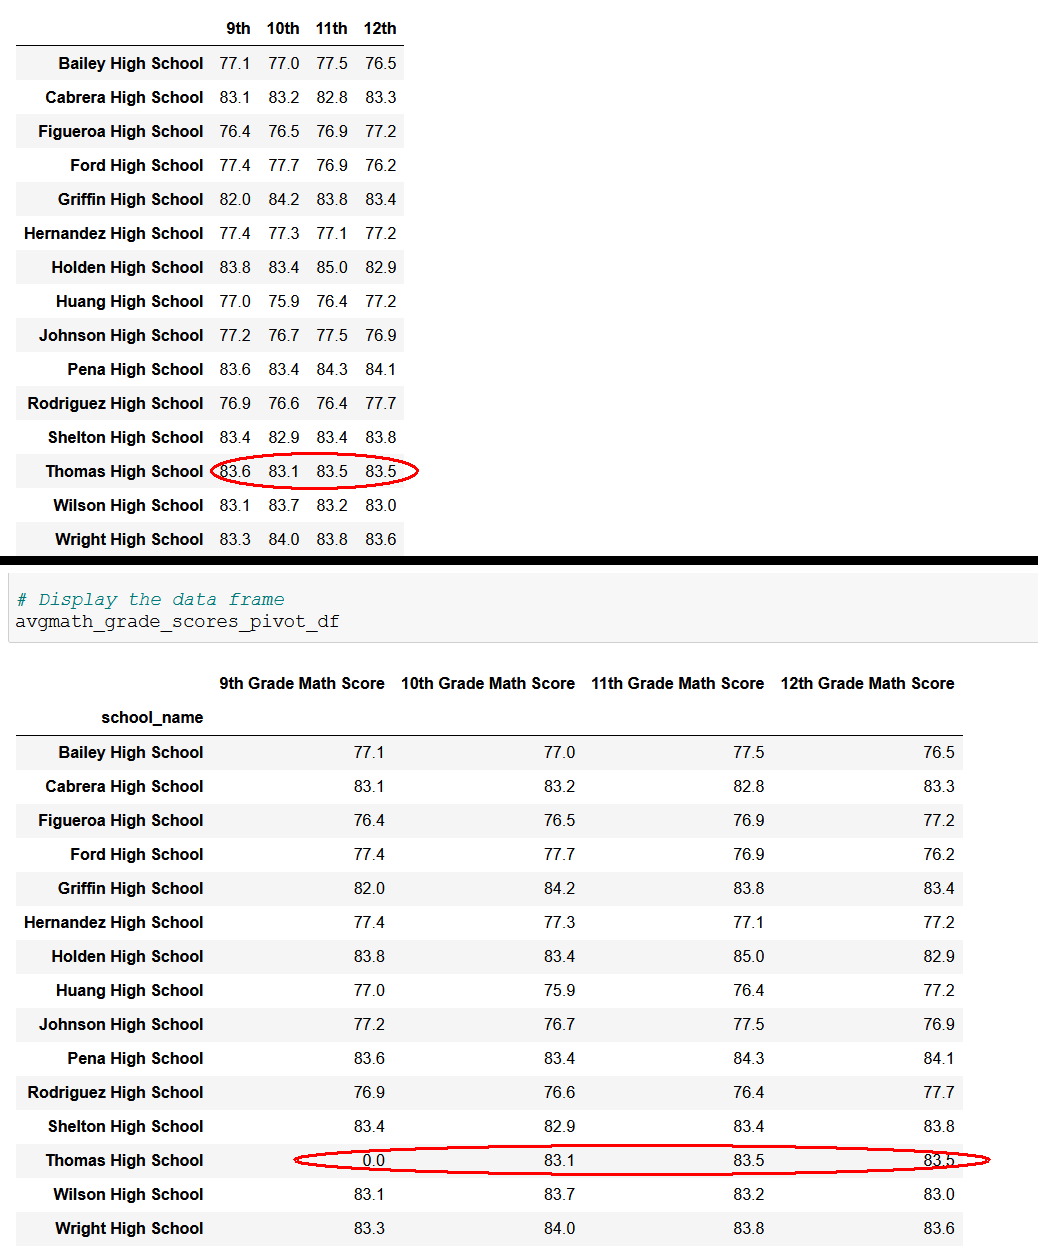 9th 10th 11th 12th
Bailey High School 77.1 77.0 77.5 76.5
Cabrera High School 83.1 83.2 82.8 83.3
Figueroa High School 76.4 76.5 76.9 77.2
Ford High School 77.4 77.7 76.9 76.2
Griffin High School 82.0 84.2 83.8 83.4
Hernandez High School 77.4 77.3 77.1 77.2
Holden High School 83.8 83.4 85.0 82.9
Huang High School 77.0 75.9 76.4 77.2
Johnson High School 77.2 76.7 77.5 76.9
Pena High School 83.6 83.4 84.3 84.1
Rodriguez High School 76.9 76.6 76.4 77.7
Shelton High School 83.4 82.9 83.4 83.8
Thomas High School 83.6 83.1 83.5 83.5
Wilson High School 83.1 83.7 83.2 83.0
Wright High School 83.3 84.0 83.8 83.6
# Display the data frame
avgmath_grade_scores_pivot_df
9th Grade Math Score 10th Grade Math Score 11th Grade Math Score 12th Grade Math Score
school_name
Bailey High School 77.1 77.0 77.5 76.5
Cabrera High School 83.1 83.2 82.8 83.3
Figueroa High School 76.4 76.5 76.9 77.2
Ford High School 77.4 77.7 76.9 76.2
Griffin High School 82.0 84.2 83.8 83.4
Hernandez High School 77.4 77.3 77.1 77.2
Holden High School 83.8 83.4 85.0 82.9
Huang High School 77.0 75.9 76.4 77.2
Johnson High School 77.2 76.7 77.5 76.9
Pena High School 83.6 83.4 84.3 84.1
Rodriguez High School 76.9 76.6 76.4 77.7
Shelton High School 83.4 82.9 83.4 83.8
Thomas High School 0.0 83.1 83.5 83.5
Wilson High School 83.1 83.7 83.2 83.0
Wright High School 83.3 84.0 83.8 83.6